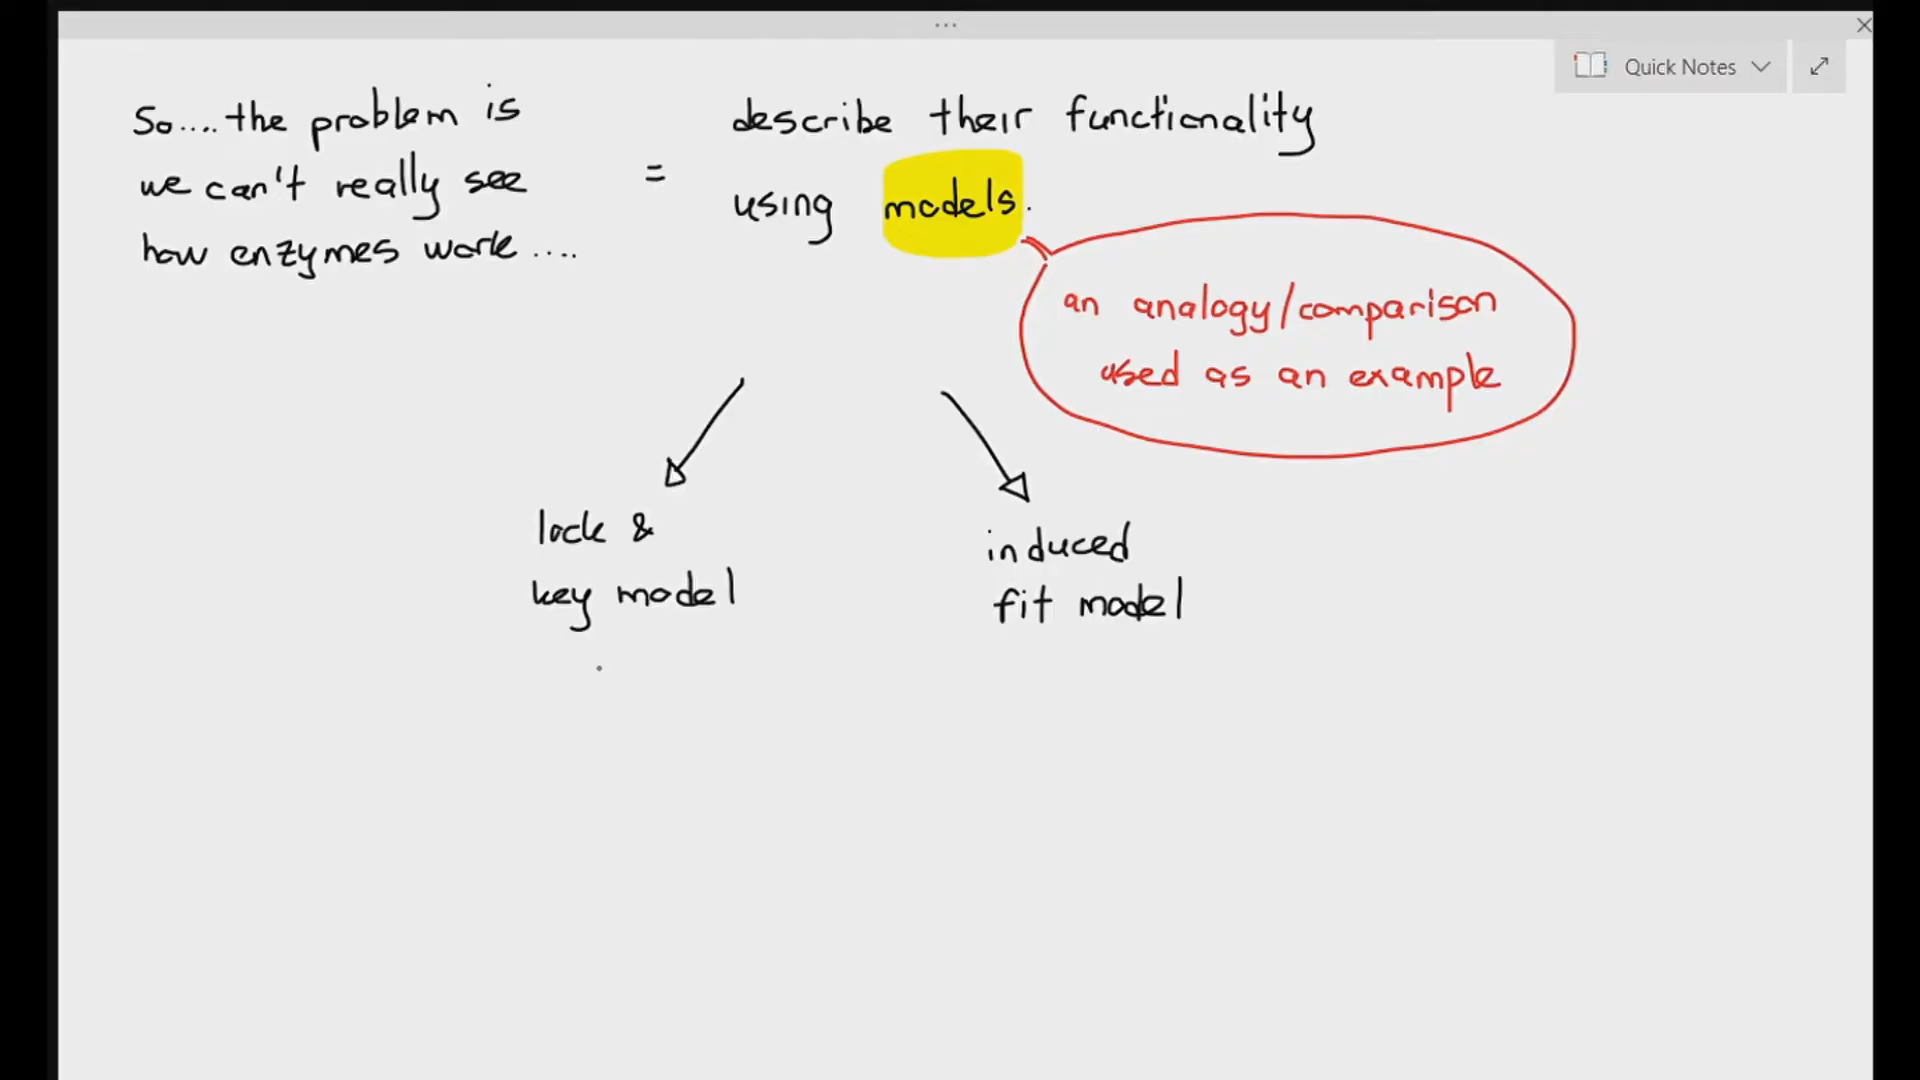 Quick Notes
So....the problem is
we can't really see
how enzymes work....
=
describe their functionality
using models.
an analogy/comparison
used as an example
lock &
key model
induced
fit model